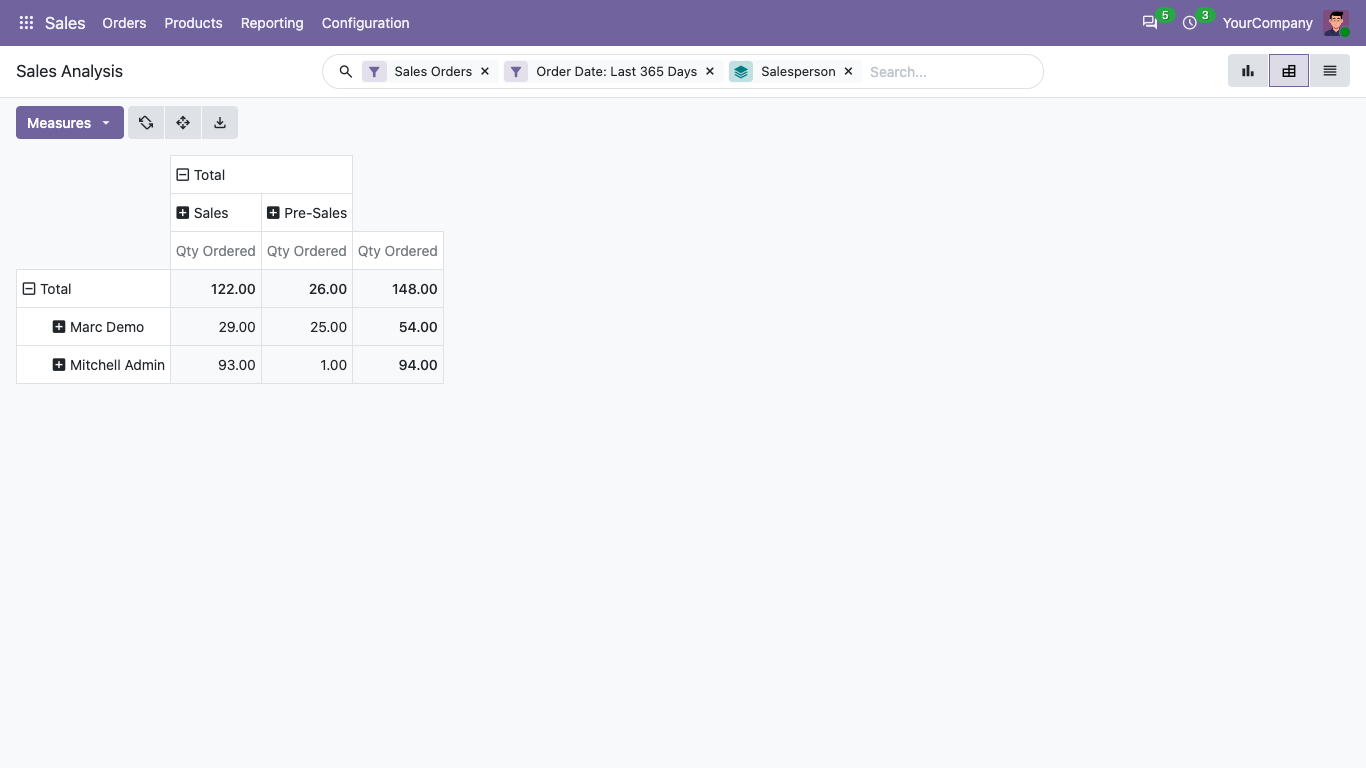 Sales Orders Products Reporting Configuration 5 3 YourCompany
Sales Analysis Sales Orders Order Date: Last 365 Days Salesperson Search...
Measures
Total
Sales Pre-Sales
Qty Ordered Qty Ordered Qty Ordered
Total 122.00 26.00 148.00
Marc Demo 29.00 25.00 54.00
Mitchell Admin 93.00 1.00 94.00